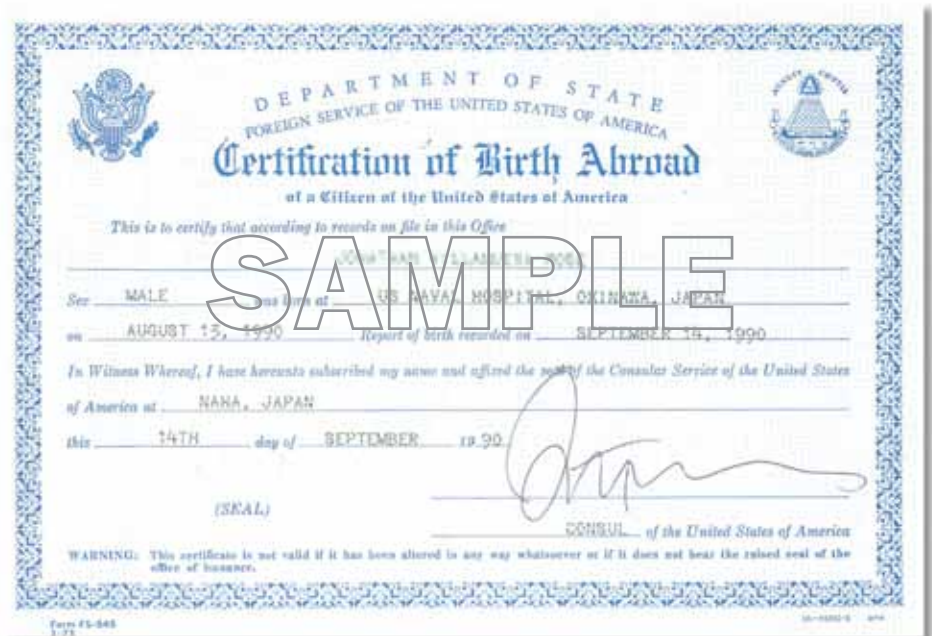 DEPARTMENT OF STATE
FOREIGN SERVICE OF THE UNITED STATES OF AMERICA
Certification of Birth Abroad
of a Citizen of the United States of America
This is to certify that according to records on file in this Office
JONATHAN
SAMPLE
Sex MALE was born at US NAVAL HOSPITAL, OKINAWA, JAPAN
on AUGUST 15, 1990 Report of birth recorded on SEPTEMBER 14, 1990
In Witness Whereof, I have hereunto subscribed my name and affixed the seal of the Consular Service of the United States
of America at NAHA, JAPAN
this 14TH day of SEPTEMBER 19 90
(SEAL)
CONSUL of the United States of America
WARNING: This certificate is not valid if it has been altered in any way whatsoever or if it does not bear the raised seal of the
office of issuance.
Form FS-545